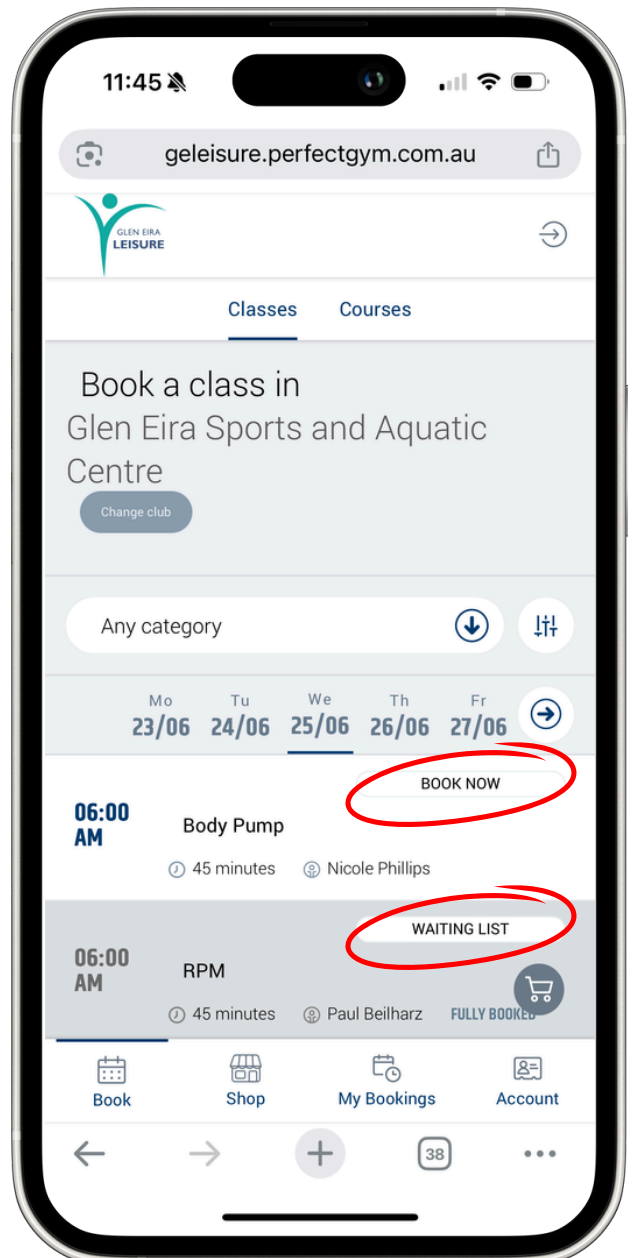 11:45
geleisure.perfectgym.com.au
GLEN EIRA
LEISURE
Classes Courses
Book a class in
Glen Eira Sports and Aquatic
Centre
Change club
Any category
Mo Tu We Th Fr
23/06 24/06 25/06 26/06 27/06
BOOK NOW
06:00
AM
Body Pump
45 minutes Nicole Phillips
WAITING LIST
06:00
AM
RPM
45 minutes Paul Beilharz FULLY BOOKED
Book Shop My Bookings Account
38